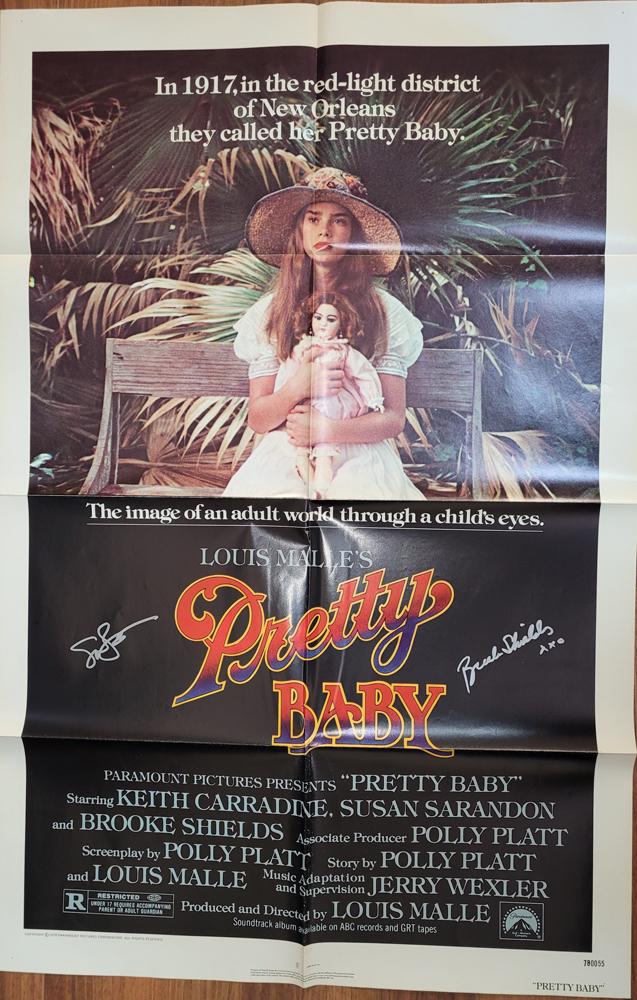 In 1917, in the red-light district
of New Orleans
they called her Pretty Baby.
The image of an adult world through a child's eyes.
LOUIS MALLE'S
Pretty
BABY
Brooke Shields
xxo
PARAMOUNT PICTURES PRESENTS "PRETTY BABY"
Starring KEITH CARRADINE, SUSAN SARANDON
and BROOKE SHIELDS Associate Producer POLLY PLATT
Screenplay by POLLY PLATT Story by POLLY PLATT
and LOUIS MALLE Music Adaptation and Supervision JERRY WEXLER
R RESTRICTED
UNDER 17 REQUIRES ACCOMPANYING
PARENT OR ADULT GUARDIAN
Produced and Directed by LOUIS MALLE
Soundtrack album available on ABC records and GRT tapes
Paramount
780055
"PRETTY BABY"